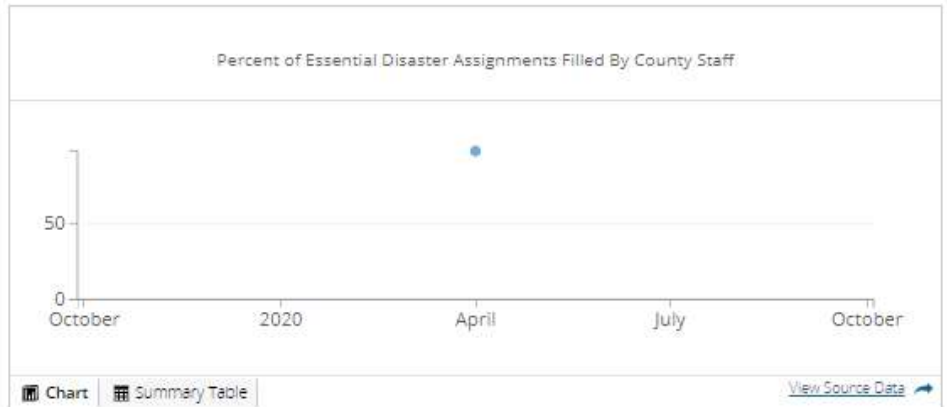 Percent of Essential Disaster Assignments Filled By County Staff
50
0
October 2020 April July October
Chart Summary Table View Source Data